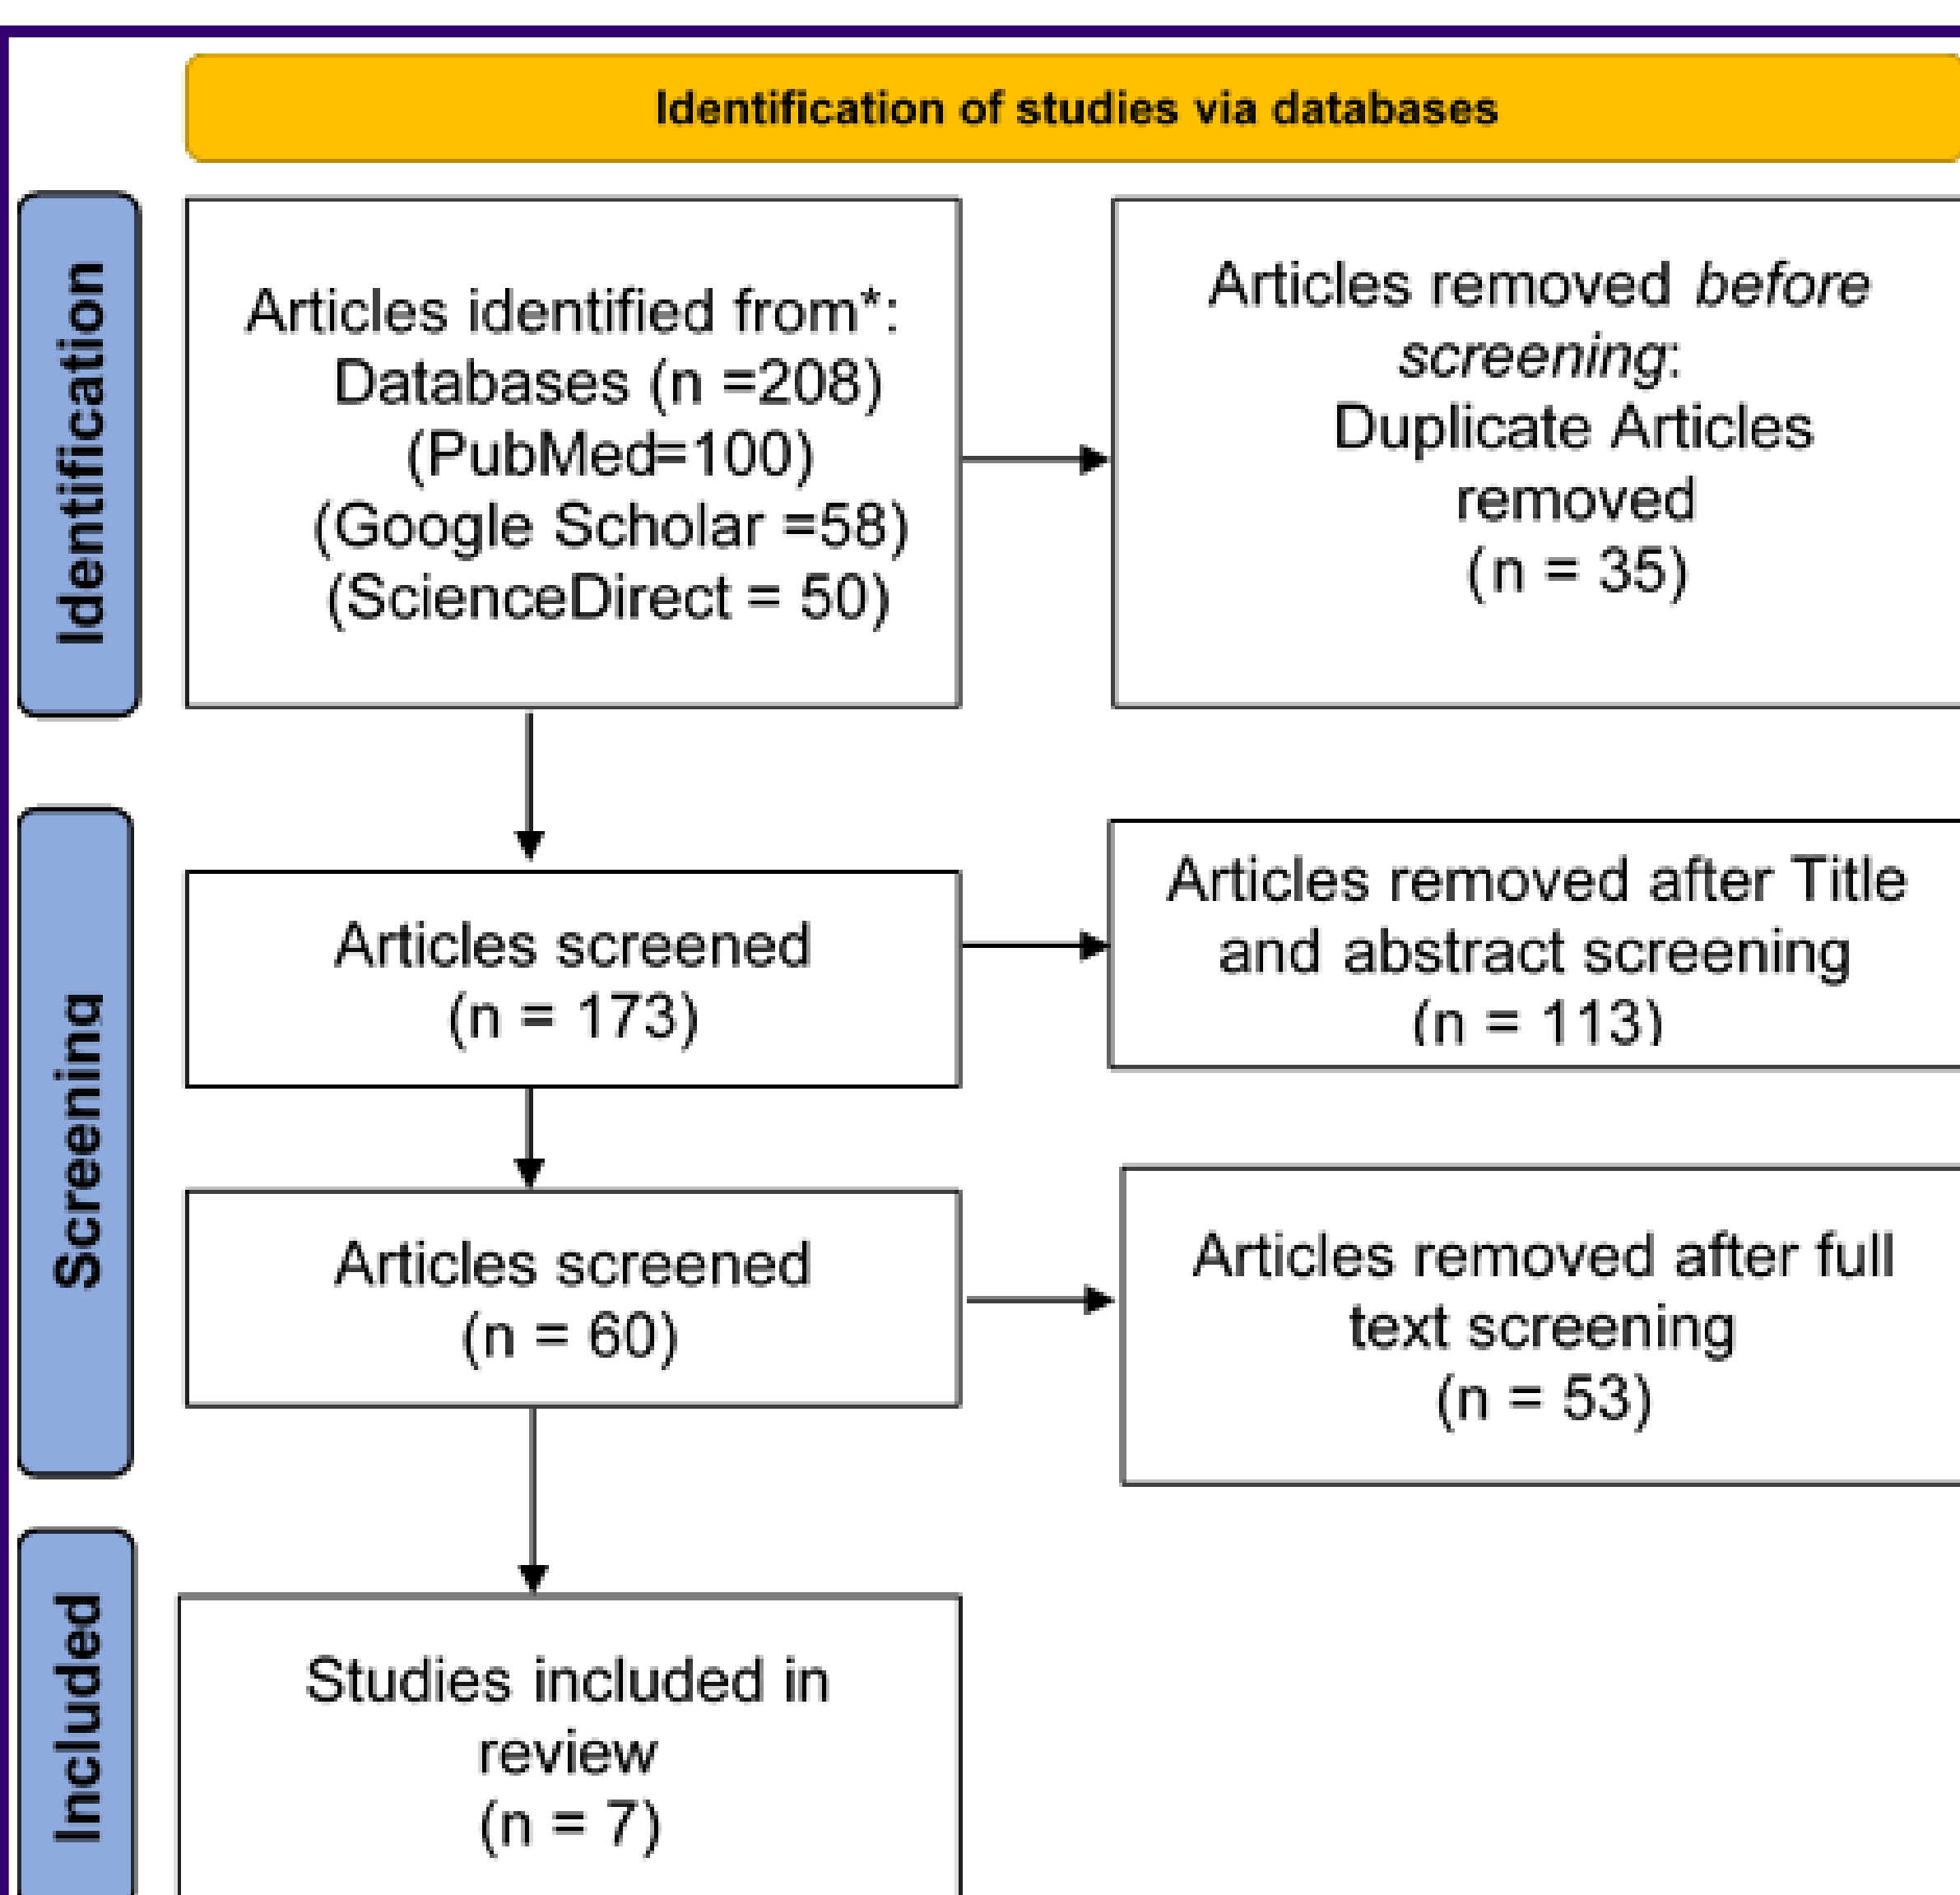 Identification of studies via databases
Identification
Articles identified from*:
Databases (n =208)
(PubMed=100)
(Google Scholar =58)
(ScienceDirect = 50)
Articles removed before
screening:
Duplicate Articles
removed
(n = 35)
Screening
Articles screened
(n = 173)
Articles removed after Title
and abstract screening
(n = 113)
Articles screened
(n = 60)
Articles removed after full
text screening
(n = 53)
Included
Studies included in
review
(n = 7)